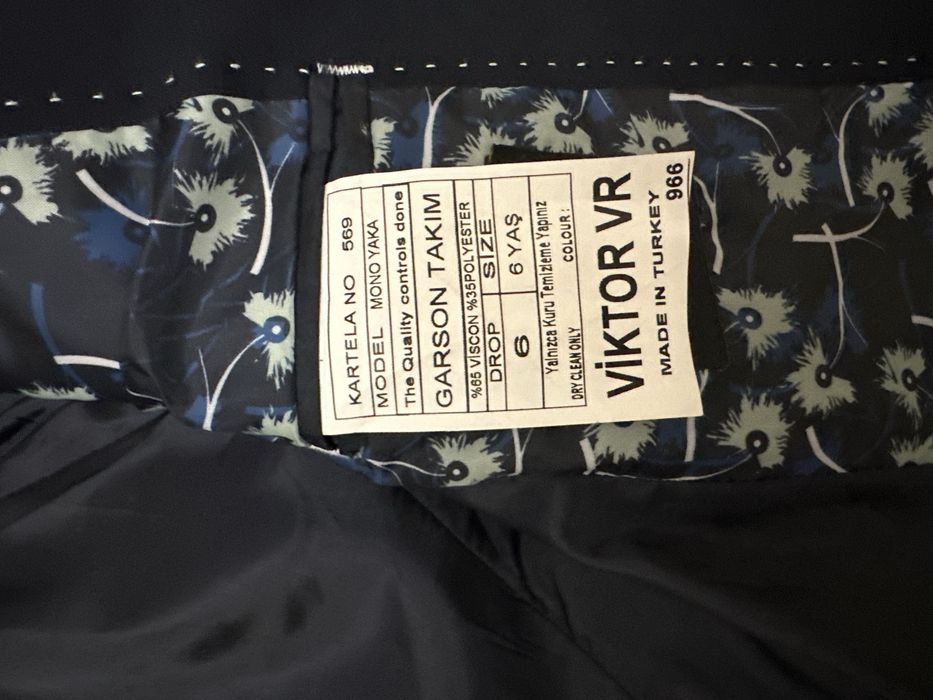 KARTELA NO 569
MODEL MONO YAKA
The Quality controls done
GARSON TAKIM
%65 VISCON %35POLYESTER
DROP SIZE
6 6 YAŞ
Yalnızca Kuru Temizleme Yapınız
DRY CLEAN ONLY COLOUR :
VİKTOR VR
MADE IN TURKEY
966